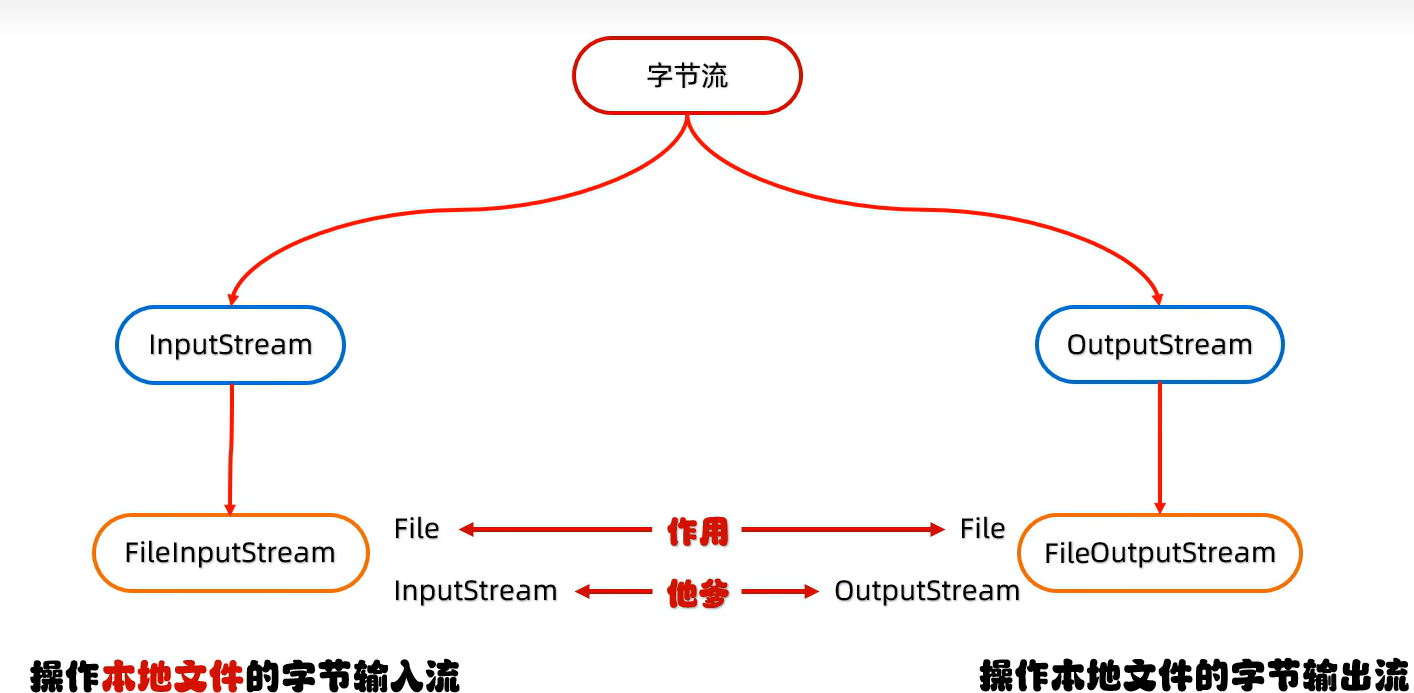 字节流
InputStream
OutputStream
FileInputStream
File
作用
File
FileOutputStream
InputStream
他爹
OutputStream
操作本地文件的字节输入流
操作本地文件的字节输出流